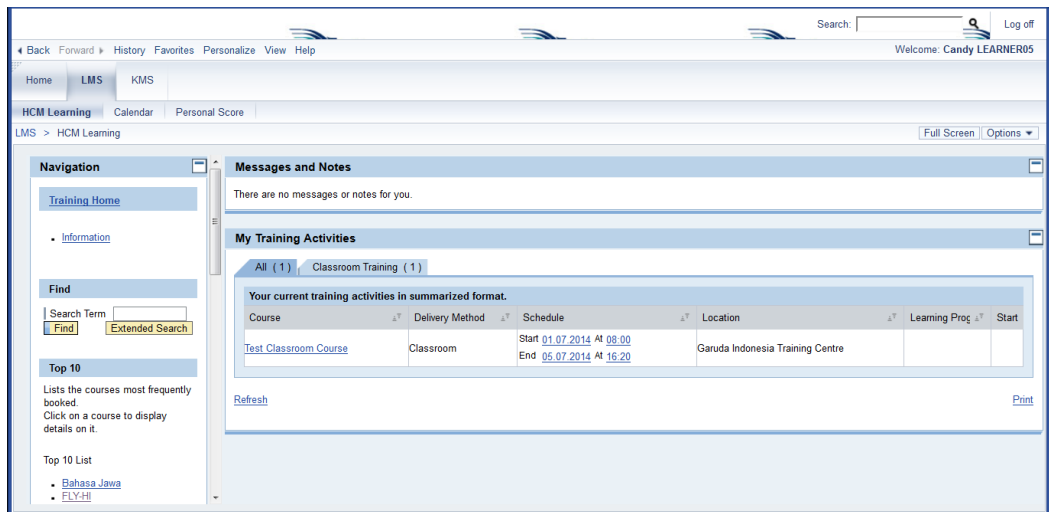 Search: Log off
Back Forward History Favorites Personalize View Help Welcome: Candy LEARNER05
Home LMS KMS
HCM Learning Calendar Personal Score
LMS > HCM Learning Full Screen Options
Navigation
Training Home
Information
Find
Search Term
Find Extended Search
Top 10
Lists the courses most frequently
booked.
Click on a course to display
details on it.
Top 10 List
Bahasa Jawa
FLY-HI
Messages and Notes
There are no messages or notes for you.
My Training Activities
All ( 1 ) Classroom Training ( 1 )
Your current training activities in summarized format.
Course Delivery Method Schedule Location Learning Prog Start
Test Classroom Course Classroom Start 01.07.2014 At 08:00 Garuda Indonesia Training Centre
End 05.07.2014 At 16:20
Refresh Print